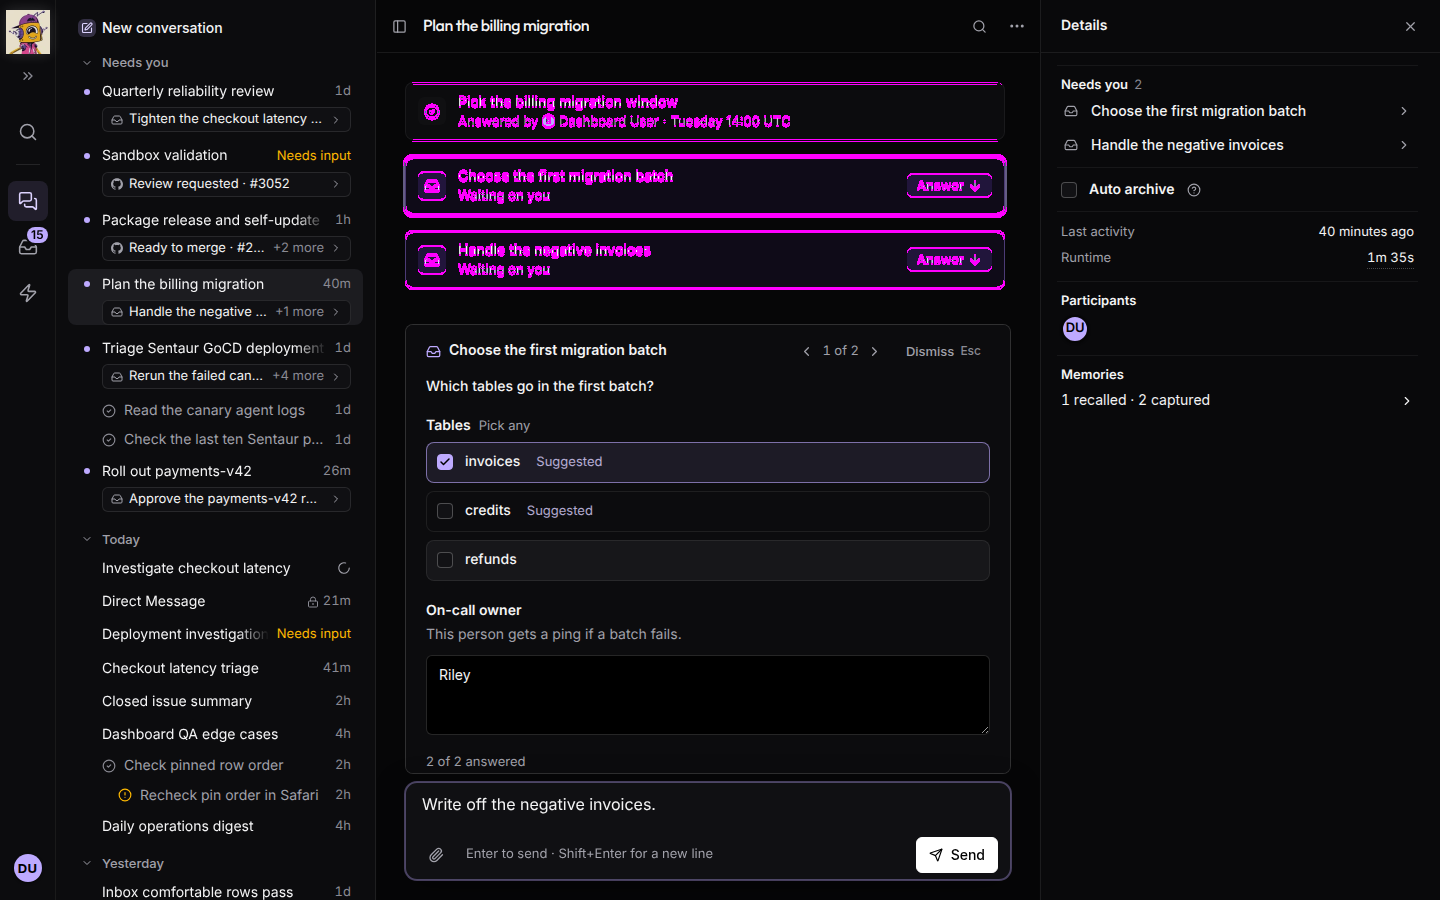 New conversation
Needs you
Quarterly reliability review 1d
Tighten the checkout latency ...
Sandbox validation Needs input
Review requested · #3052
Package release and self-update 1h
Ready to merge · #2... +2 more
Plan the billing migration 40m
Handle the negative ... +1 more
Triage Sentaur GoCD deployment 1d
Rerun the failed can... +4 more
Read the canary agent logs 1d
Check the last ten Sentaur p... 1d
Roll out payments-v42 26m
Approve the payments-v42 r...
Today
Investigate checkout latency
Direct Message 21m
Deployment investigation Needs input
Checkout latency triage 41m
Closed issue summary 2h
Dashboard QA edge cases 4h
Check pinned row order 2h
Recheck pin order in Safari 2h
Daily operations digest 4h
Yesterday
Inbox comfortable rows pass 1d
15
DU
Plan the billing migration
Pick the billing migration window
Answered by Dashboard User · Tuesday 14:00 UTC
Choose the first migration batch
Waiting on you
Answer
Handle the negative invoices
Waiting on you
Answer
Choose the first migration batch 1 of 2 Dismiss Esc
Which tables go in the first batch?
Tables Pick any
invoices Suggested
credits Suggested
refunds
On-call owner
This person gets a ping if a batch fails.
Riley
2 of 2 answered
Write off the negative invoices.
Enter to send · Shift+Enter for a new line
Send
Details
Needs you 2
Choose the first migration batch
Handle the negative invoices
Auto archive
Last activity 40 minutes ago
Runtime 1m 35s
Participants
DU
Memories
1 recalled · 2 captured